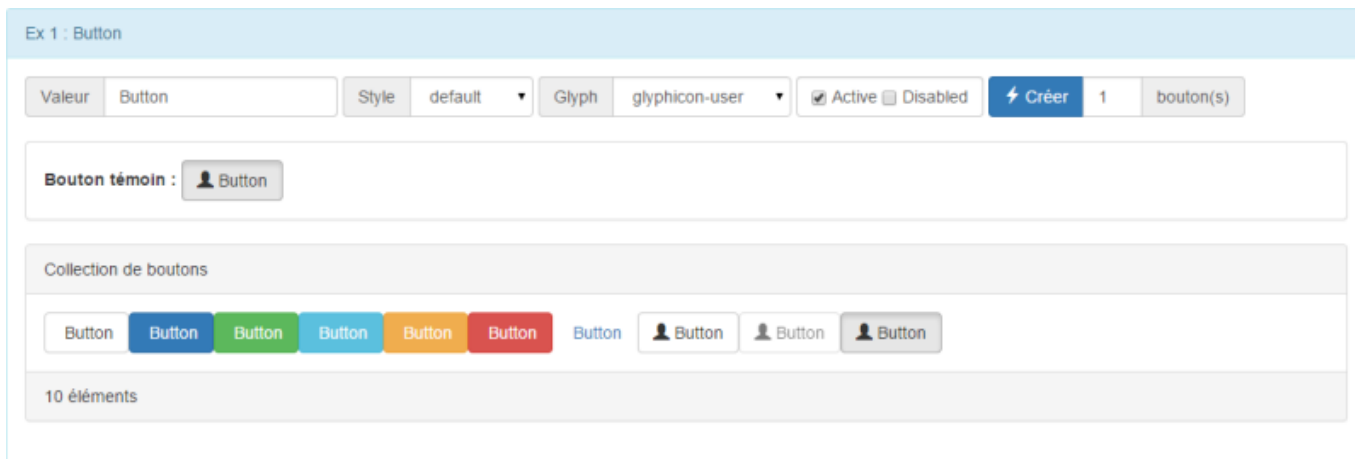 Ex 1 : Button
Valeur Button Style default Glyph glyphicon-user Active Disabled Créer 1 bouton(s)
Bouton témoin : Button
Collection de boutons
Button Button Button Button Button Button Button Button Button Button
10 éléments